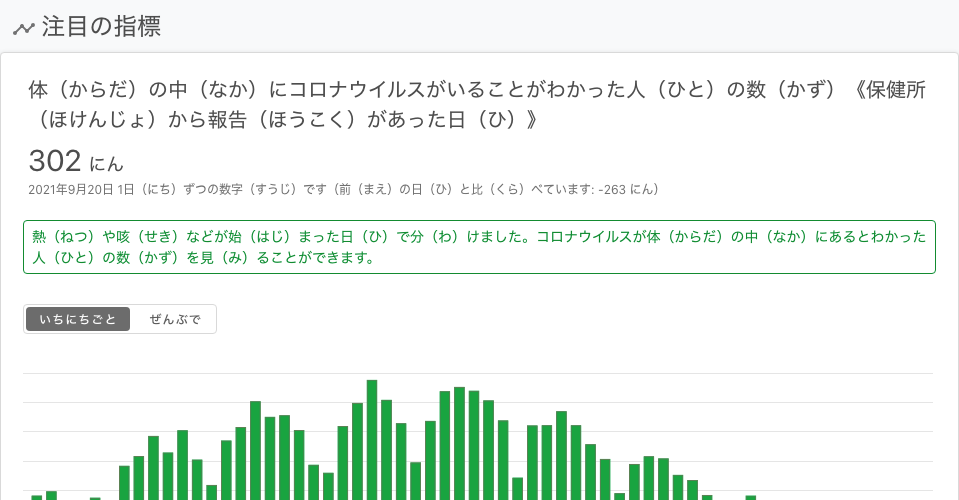 注目の指標
体（からだ）の中（なか）にコロナウイルスがいることがわかった人（ひと）の数（かず）《保健所
（ほけんじょ）から報告（ほうこく）があった日（ひ）》
302 にん
2021年9月20日 1日（にち）ずつの数字（すうじ）です（前（まえ）の日（ひ）と比（くら）べています: -263 にん）
熱（ねつ）や咳（せき）などが始（はじ）まった日（ひ）で分（わ）けました。コロナウイルスが体（からだ）の中（なか）にあるとわかった
人（ひと）の数（かず）を見（み）ることができます。
いちにちごと ぜんぶで